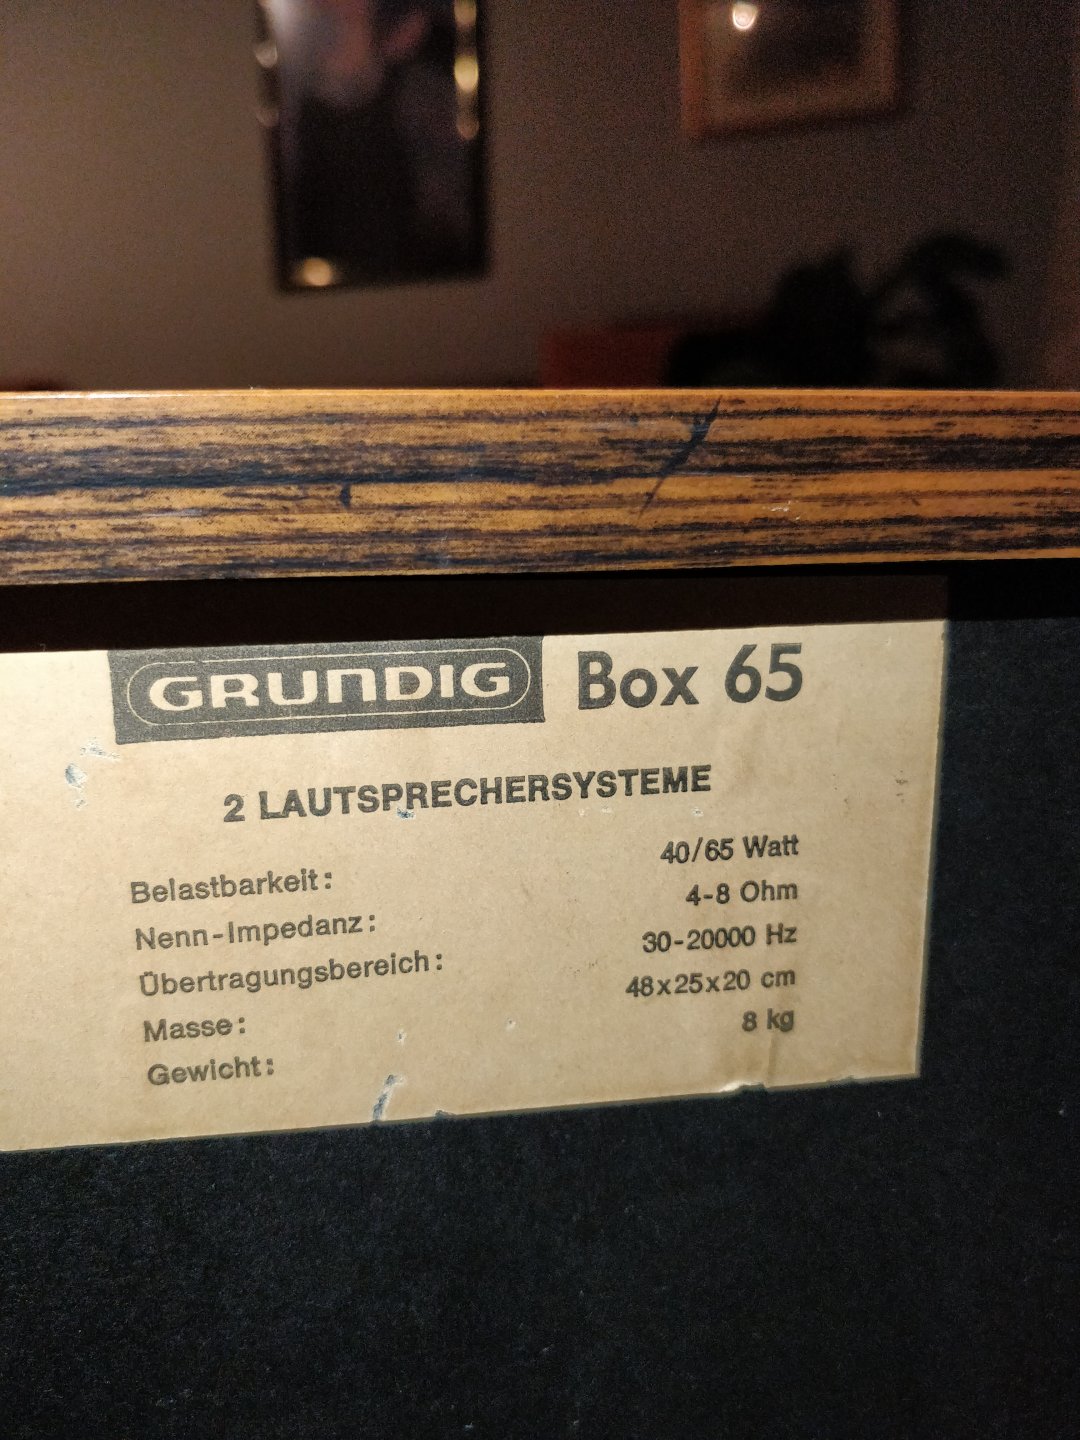 GRUNDIG Box 65
2 LAUTSPRECHERSYSTEME
Belastbarkeit: 40/65 Watt
Nenn-Impedanz: 4-8 Ohm
Übertragungsbereich: 30-20000 Hz
Masse: 48x25x20 cm
Gewicht: 8 kg